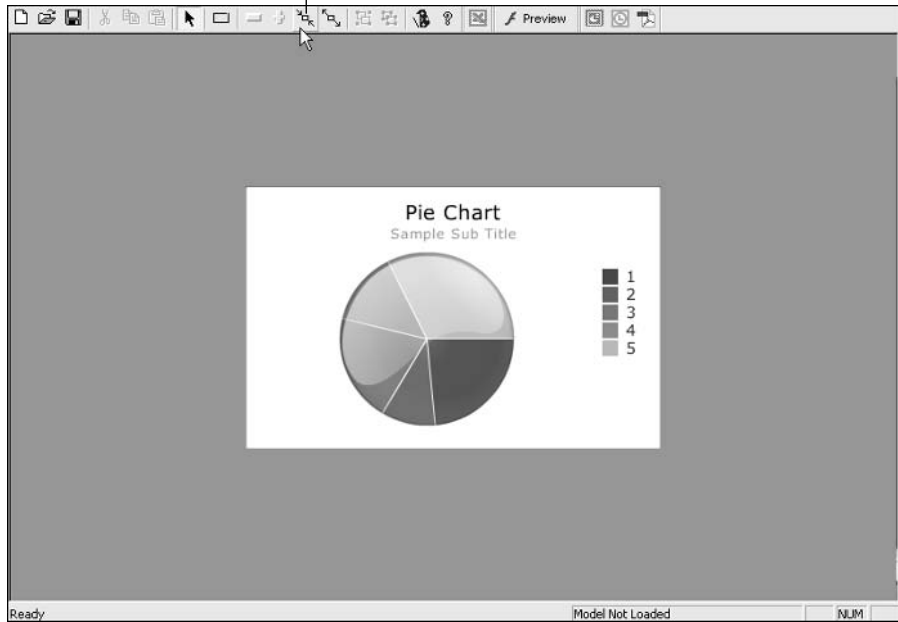 Preview
Pie Chart
Sample Sub Title
1
2
3
4
5
Ready
Model Not Loaded
NUM